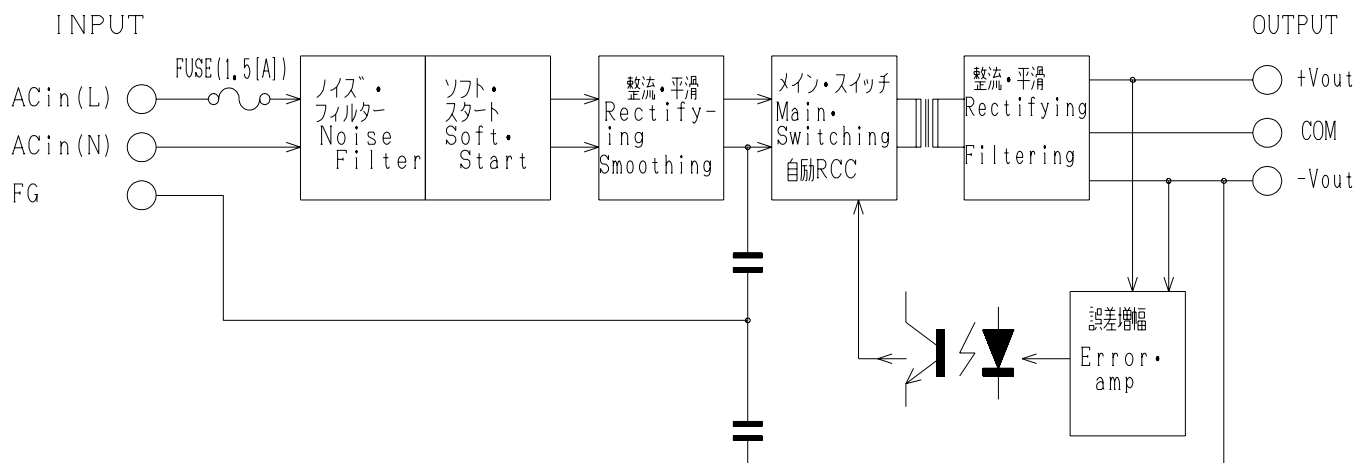 INPUT
OUTPUT
FUSE(1.5[A])
ACin(L)
ACin(N)
FG
ノイズ・
フィルター
Noise
Filter
ソフト・
スタート
Soft・
Start
整流・平滑
Rectify-
ing
Smoothing
メイン・スイッチ
Main・
Switching
自励RCC
整流・平滑
Rectifying
Filtering
+Vout
COM
-Vout
誤差増幅
Error・
amp